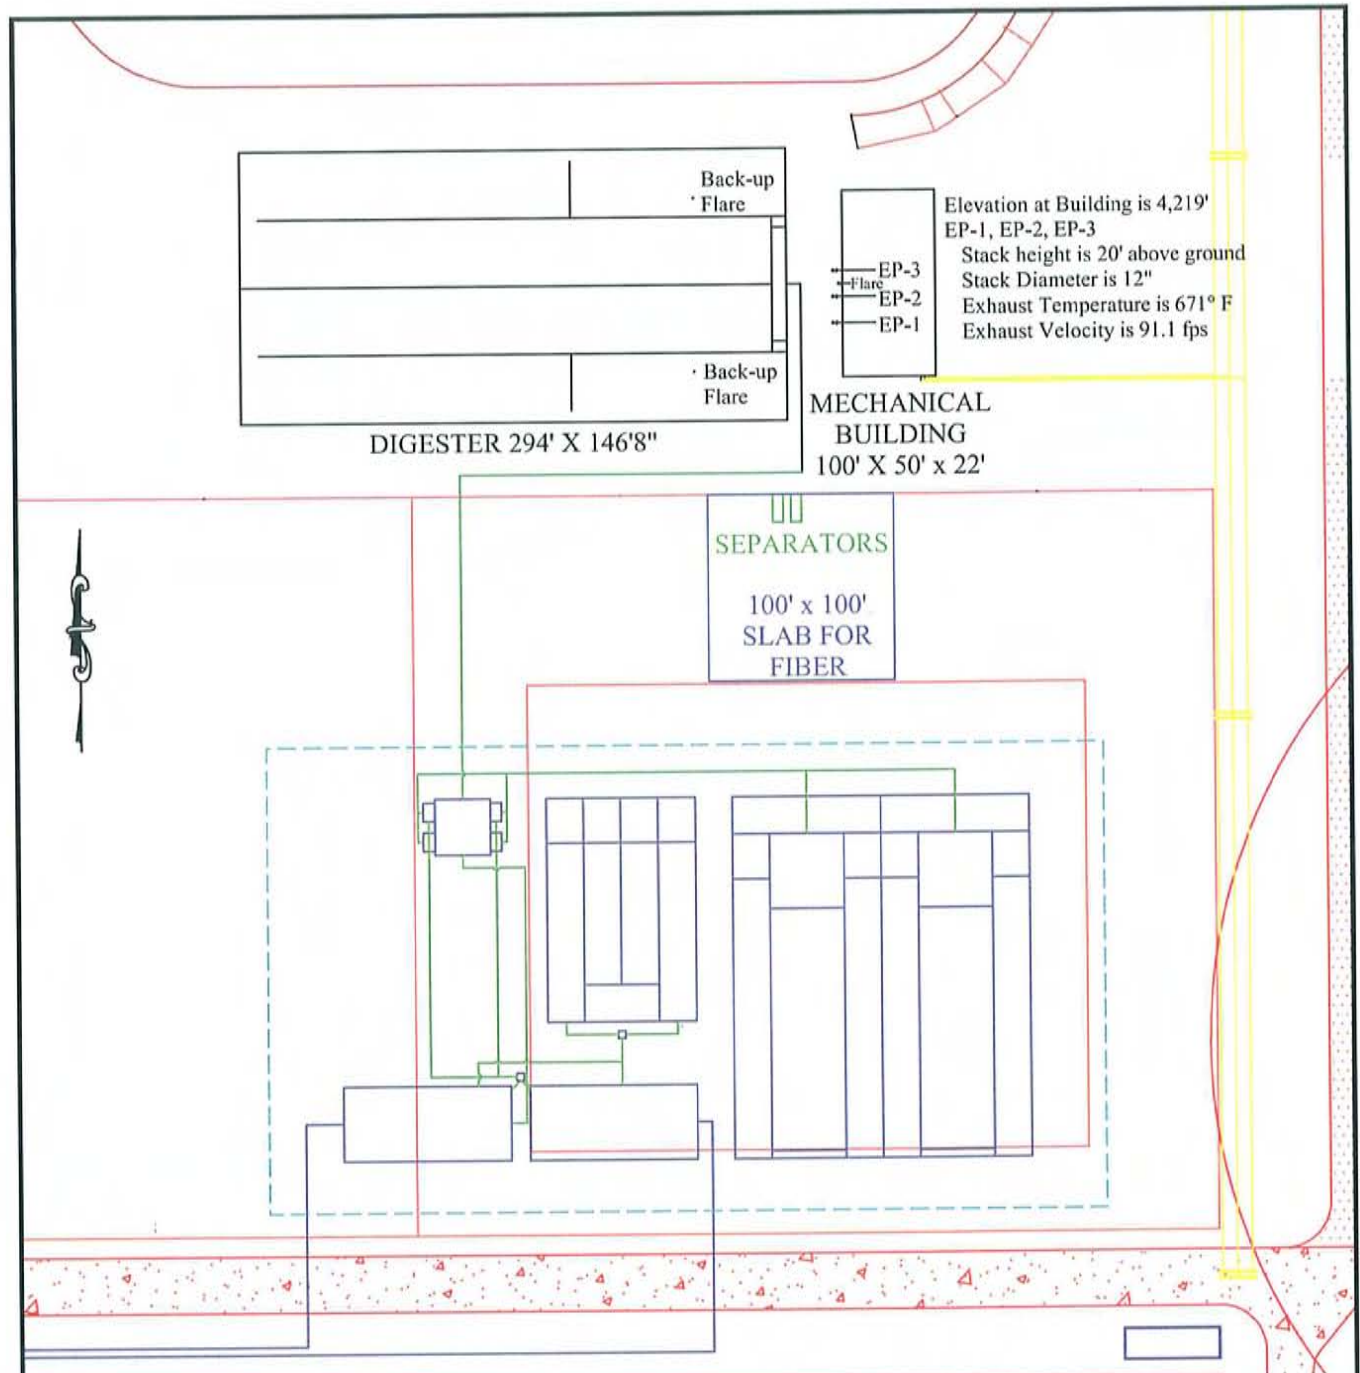 Back-up
Flare
Back-up
Flare
DIGESTER 294' X 146'8"
EP-3
Flare
EP-2
EP-1
Elevation at Building is 4,219'
EP-1, EP-2, EP-3
Stack height is 20' above ground
Stack Diameter is 12"
Exhaust Temperature is 671° F
Exhaust Velocity is 91.1 fps
MECHANICAL
BUILDING
100' X 50' x 22'
SEPARATORS
100' x 100'
SLAB FOR
FIBER